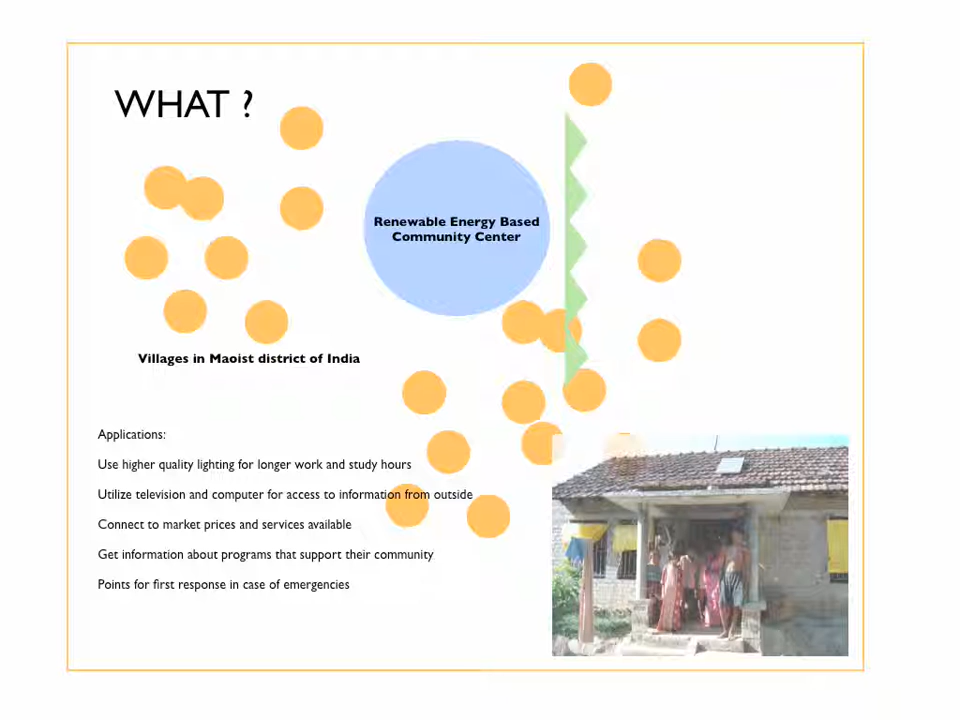 WHAT ?
Renewable Energy Based
Community Center
Villages in Maoist district of India
Applications:
Use higher quality lighting for longer work and study hours
Utilize television and computer for access to information from outside
Connect to market prices and services available
Get information about programs that support their community
Points for first response in case of emergencies